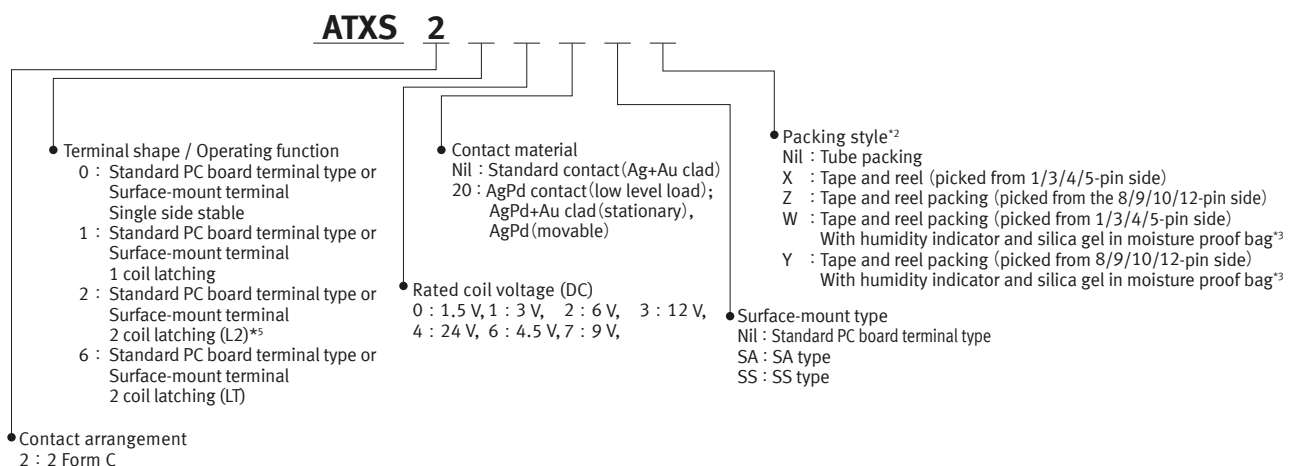 ATXS 2
Terminal shape / Operating function
0 : Standard PC board terminal type or
Surface-mount terminal
Single side stable
1 : Standard PC board terminal type or
Surface-mount terminal
1 coil latching
2 : Standard PC board terminal type or
Surface-mount terminal
2 coil latching (L2)*5
6 : Standard PC board terminal type or
Surface-mount terminal
2 coil latching (LT)
Contact arrangement
2 : 2 Form C
Contact material
Nil : Standard contact (Ag+Au clad)
20 : AgPd contact (low level load);
AgPd+Au clad (stationary),
AgPd (movable)
Rated coil voltage (DC)
0 : 1.5 V, 1 : 3 V, 2 : 6 V, 3 : 12 V,
4 : 24 V, 6 : 4.5 V, 7 : 9 V,
Packing style*2
Nil : Tube packing
X : Tape and reel (picked from 1/3/4/5-pin side)
Z : Tape and reel packing (picked from the 8/9/10/12-pin side)
W : Tape and reel packing (picked from 1/3/4/5-pin side)
With humidity indicator and silica gel in moisture proof bag*3
Y : Tape and reel packing (picked from 8/9/10/12-pin side)
With humidity indicator and silica gel in moisture proof bag*3
Surface-mount type
Nil : Standard PC board terminal type
SA : SA type
SS : SS type